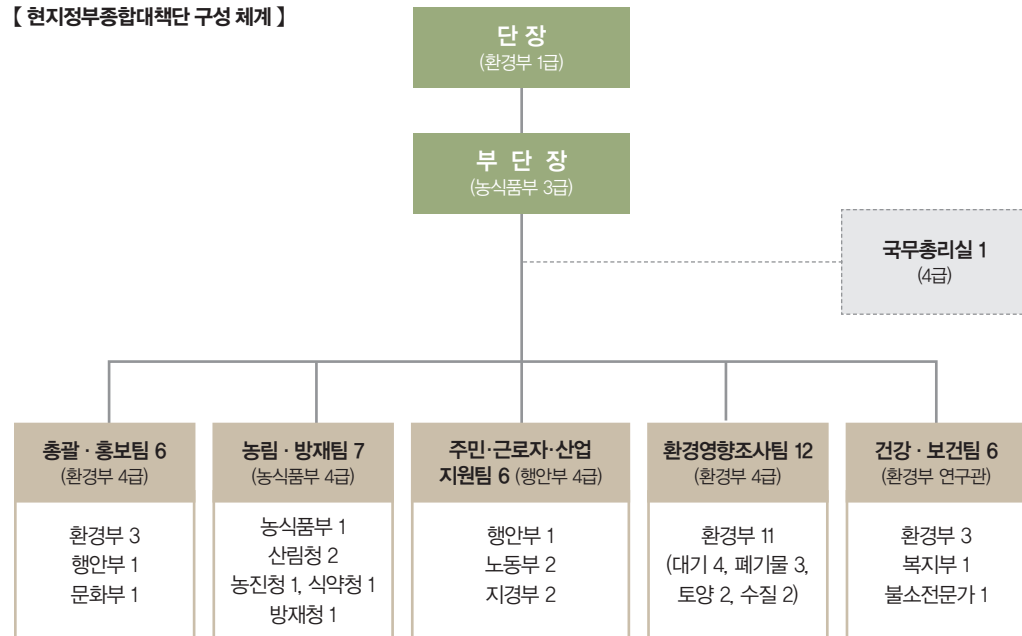 【 현지정부종합대책단 구성 체계 】
단 장
(환경부 1급)
부 단 장
(농식품부 3급)
국무총리실 1
(4급)
총괄 · 홍보팀 6
(환경부 4급)
환경부 3
행안부 1
문화부 1
농림 · 방재팀 7
(농식품부 4급)
농식품부 1
산림청 2
농진청 1, 식약청 1
방재청 1
주민·근로자·산업
지원팀 6 (행안부 4급)
행안부 1
노동부 2
지경부 2
환경영향조사팀 12
(환경부 4급)
환경부 11
(대기 4, 폐기물 3,
토양 2, 수질 2)
건강 · 보건팀 6
(환경부 연구관)
환경부 3
복지부 1
불소전문가 1